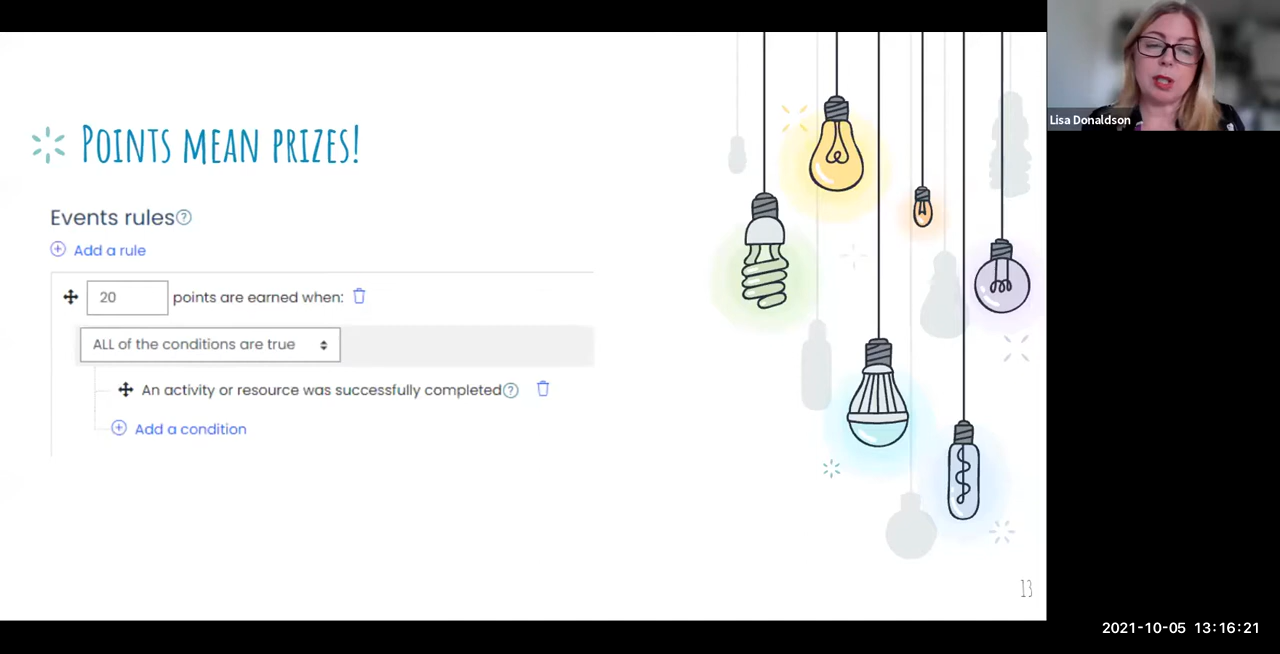 Points mean prizes!
Events rules
Add a rule
20 points are earned when:
ALL of the conditions are true
An activity or resource was successfully completed
Add a condition
13
Lisa Donaldson
2021-10-05 13:16:21